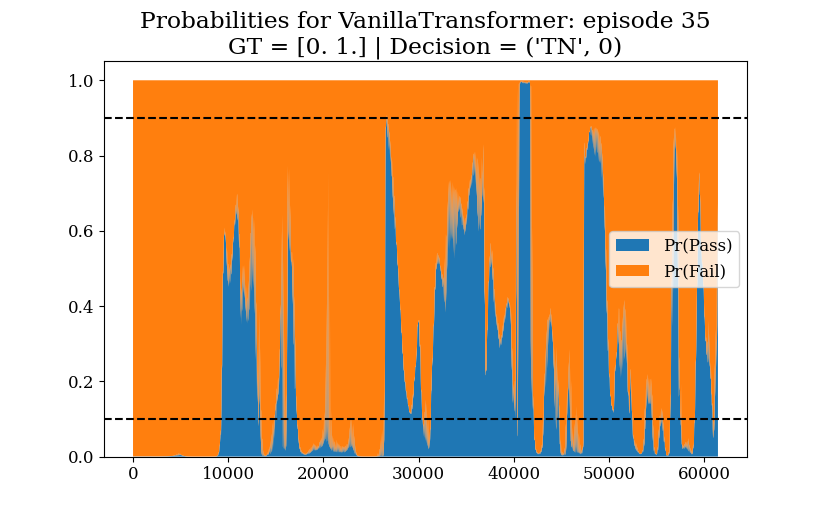 Probabilities for VanillaTransformer: episode 35
GT = [0. 1.] | Decision = ('TN', 0)
1.0
0.8
0.6
0.4
0.2
0.0
Pr(Pass)
Pr(Fail)
0 10000 20000 30000 40000 50000 60000